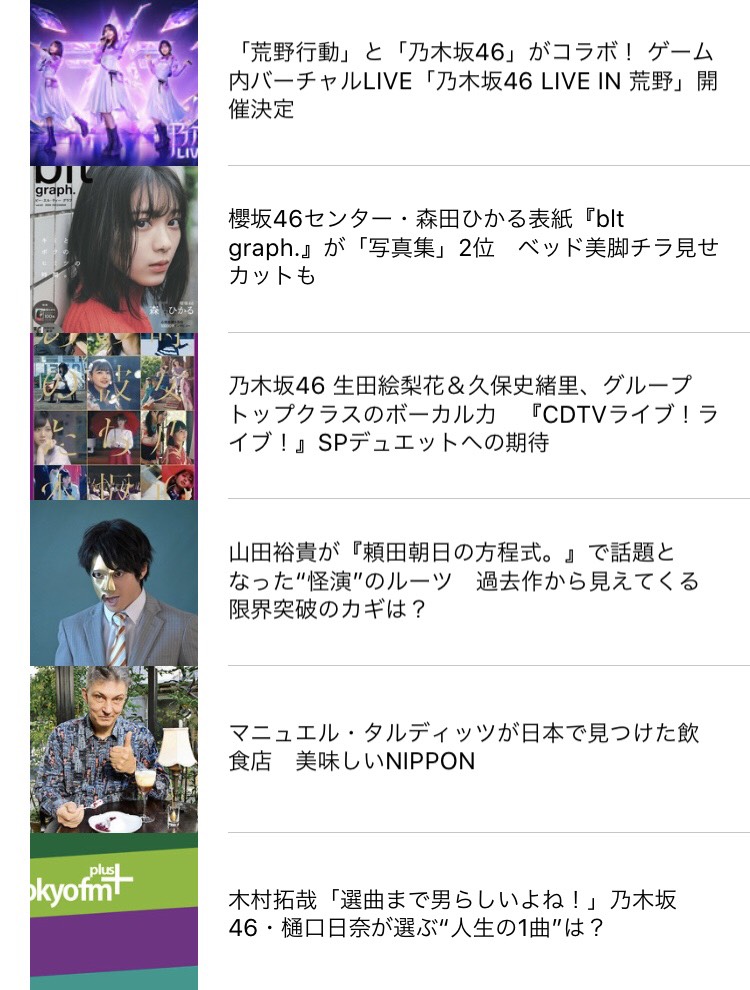 「荒野行動」と「乃木坂46」がコラボ！ ゲーム
内バーチャルLIVE「乃木坂46 LIVE IN 荒野」開
催決定
blt
graph.
櫻坂46センター・森田ひかる表紙『blt
graph.』が「写真集」2位　ベッド美脚チラ見せ
カットも
乃木坂46 生田絵梨花＆久保史緒里、グループ
トップクラスのボーカル力　『CDTVライブ！ラ
イブ！』SPデュエットへの期待
山田裕貴が『頼田朝日の方程式。』で話題と
なった“怪演”のルーツ　過去作から見えてくる
限界突破のカギは？
マニュエル・タルディッツが日本で見つけた飲
食店　美味しいNIPPON
plus+
okyofm
木村拓哉「選曲まで男らしいよね！」乃木坂
46・樋口日奈が選ぶ“人生の1曲”は？